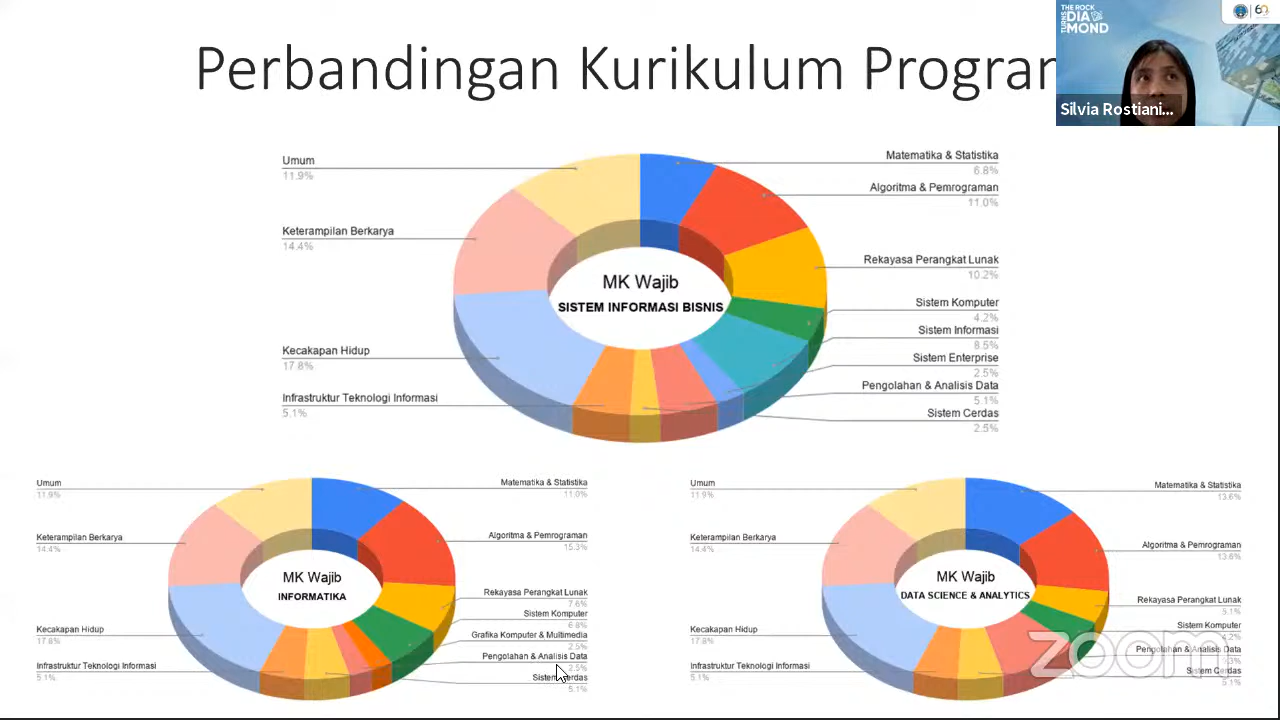 Perbandingan Kurikulum Program
THE ROCK
TURNS
DIA
MOND
60
Silvia Rostiani...
Umum
11.9%
Keterampilan Berkarya
14.4%
Kecakapan Hidup
17.8%
Infrastruktur Teknologi Informasi
5.1%
MK Wajib
SISTEM INFORMASI BISNIS
Matematika & Statistika
6.8%
Algoritma & Pemrograman
11.0%
Rekayasa Perangkat Lunak
10.2%
Sistem Komputer
4.2%
Sistem Informasi
8.5%
Sistem Enterprise
2.5%
Pengolahan & Analisis Data
5.1%
Sistem Cerdas
2.5%
Umum
11.9%
Keterampilan Berkarya
14.4%
Kecakapan Hidup
17.8%
Infrastruktur Teknologi Informasi
5.1%
MK Wajib
INFORMATIKA
Matematika & Statistika
11.0%
Algoritma & Pemrograman
15.3%
Rekayasa Perangkat Lunak
7.6%
Sistem Komputer
6.8%
Grafika Komputer & Multimedia
2.5%
Pengolahan & Analisis Data
2.5%
Sistem Cerdas
5.1%
Umum
11.9%
Keterampilan Berkarya
14.4%
Kecakapan Hidup
17.8%
Infrastruktur Teknologi Informasi
5.1%
MK Wajib
DATA SCIENCE & ANALYTICS
Matematika & Statistika
13.6%
Algoritma & Pemrograman
13.6%
Rekayasa Perangkat Lunak
5.1%
Sistem Komputer
4.2%
Pengolahan & Analisis Data
Sistem Cerdas
5.1%
zoom